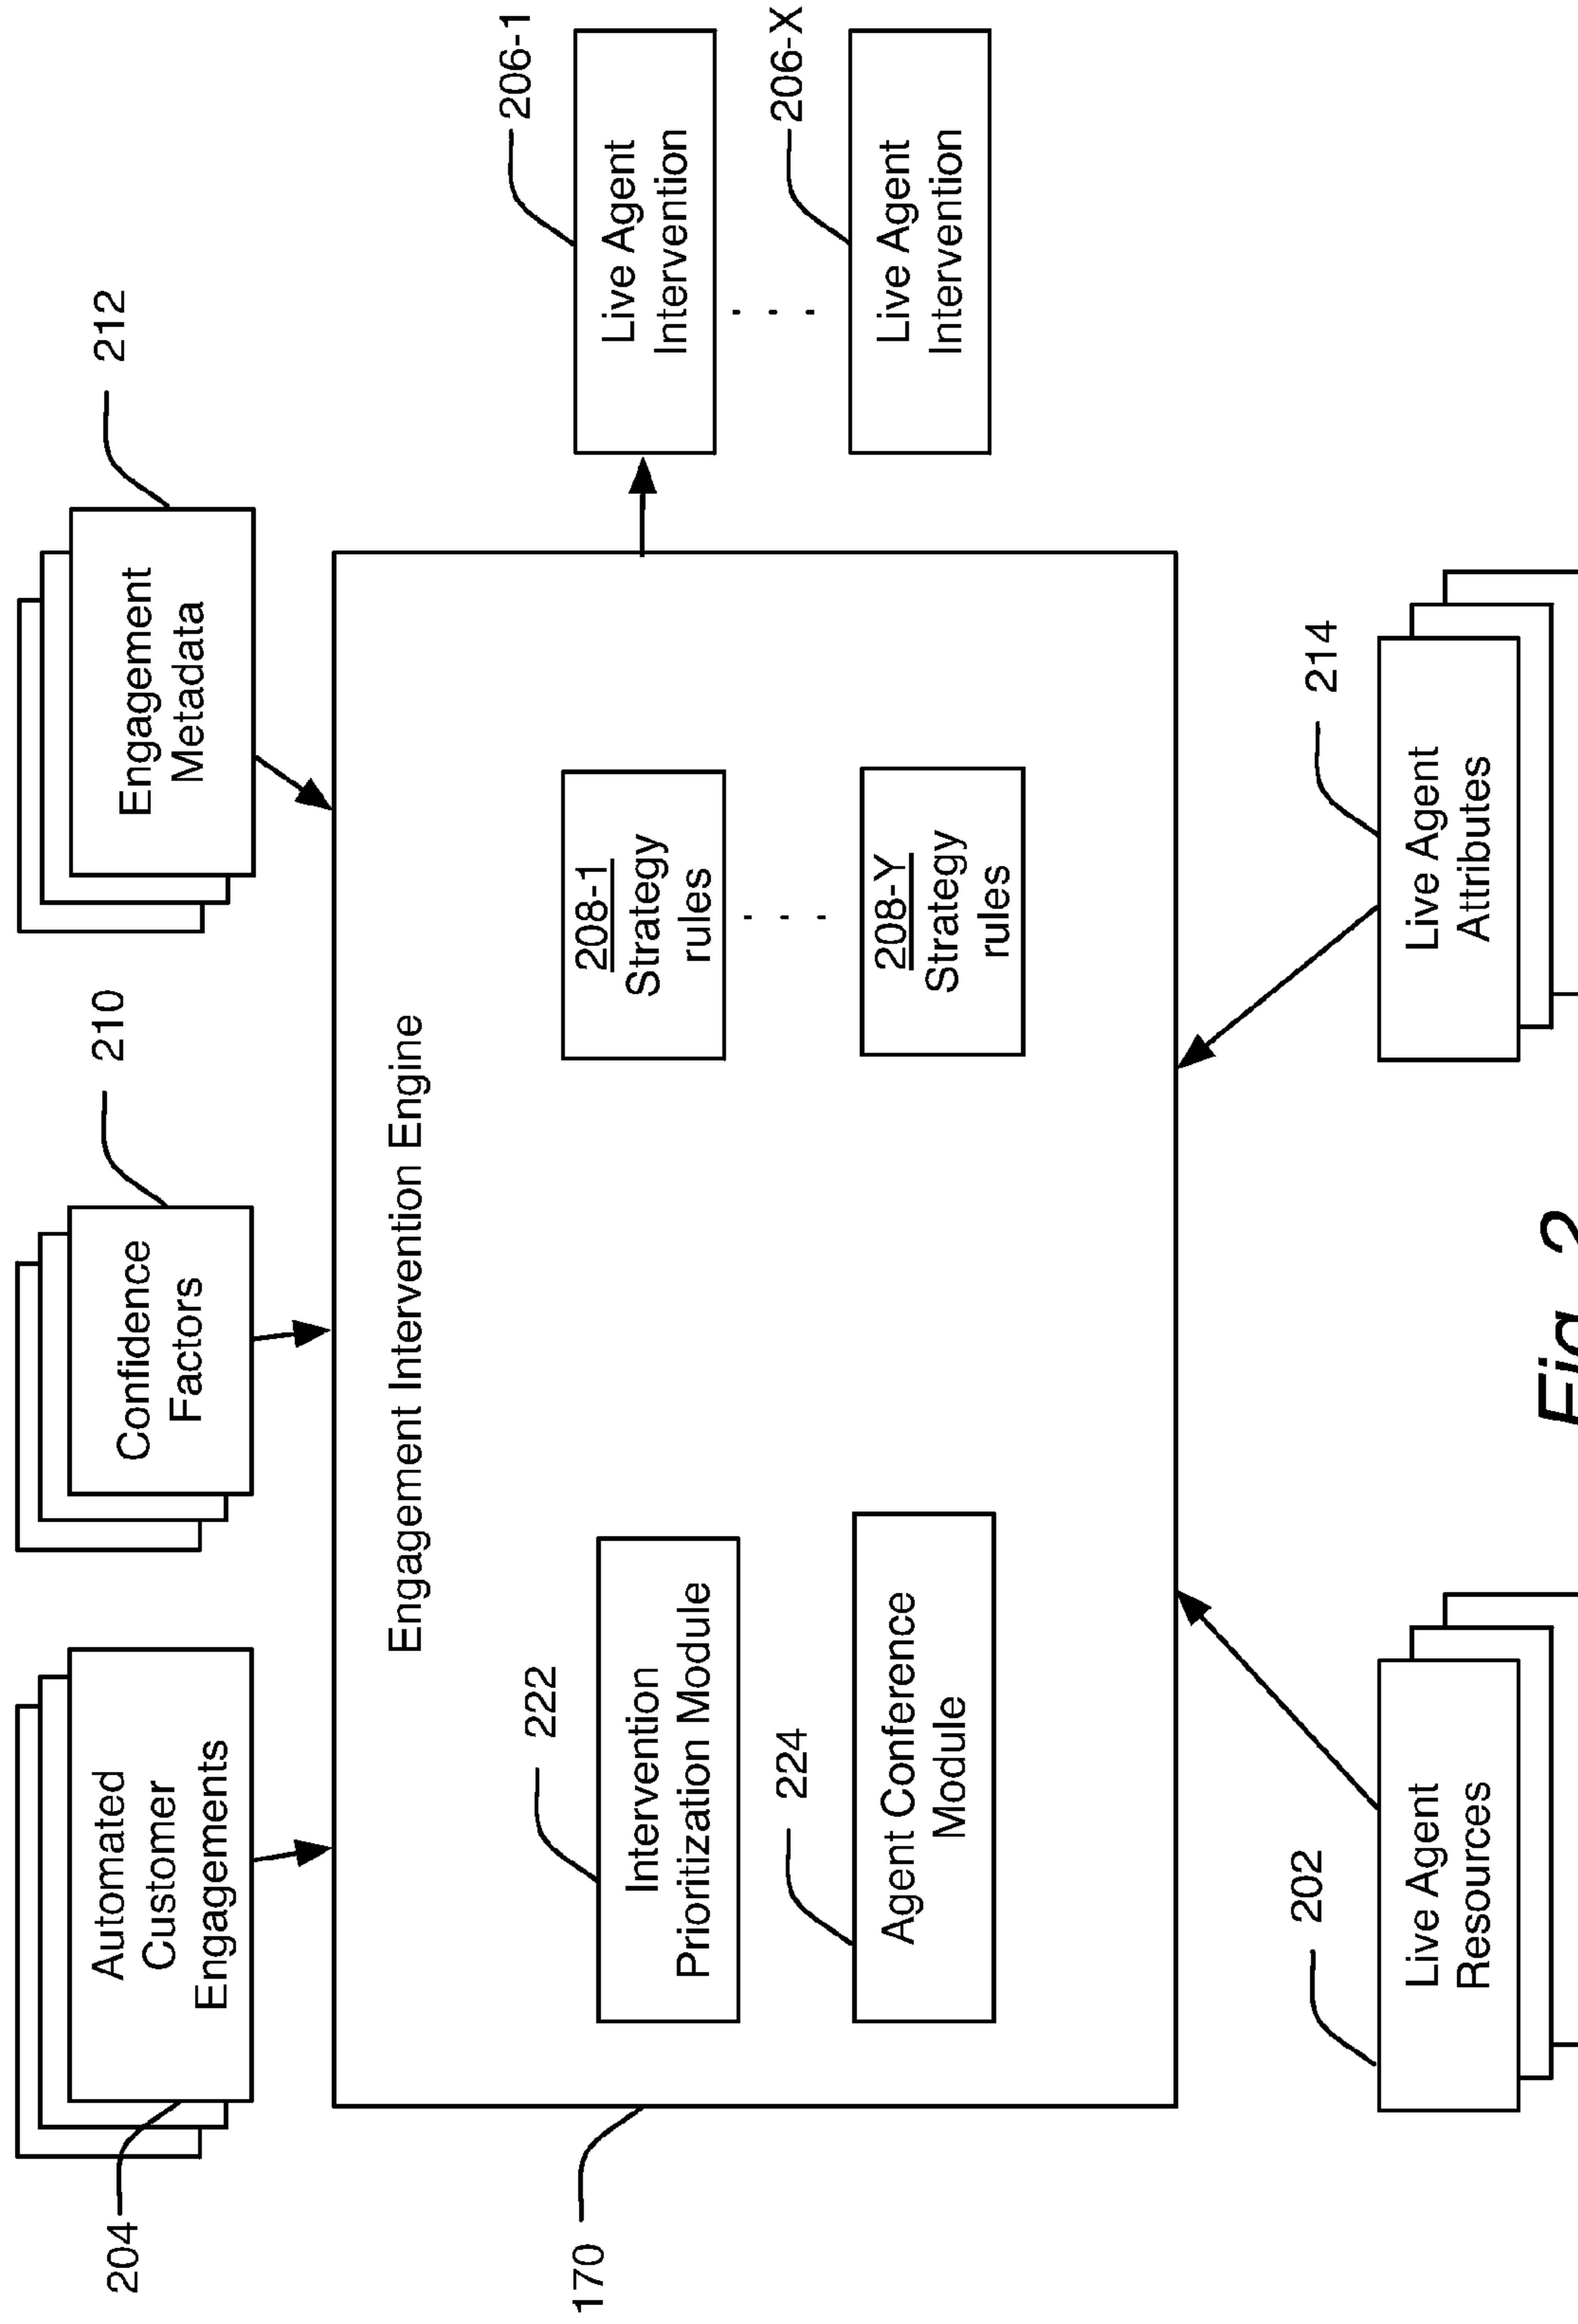 204
Automated
Customer
Engagements
210
Confidence
Factors
212
Engagement
Metadata
170
Engagement Intervention Engine
222
Intervention
Prioritization Module
224
Agent Conference
Module
208-1
Strategy
rules
. . .
208-Y
Strategy
rules
206-1
Live Agent
Intervention
. . .
206-X
Live Agent
Intervention
202
Live Agent
Resources
214
Live Agent
Attributes
Fig. 2